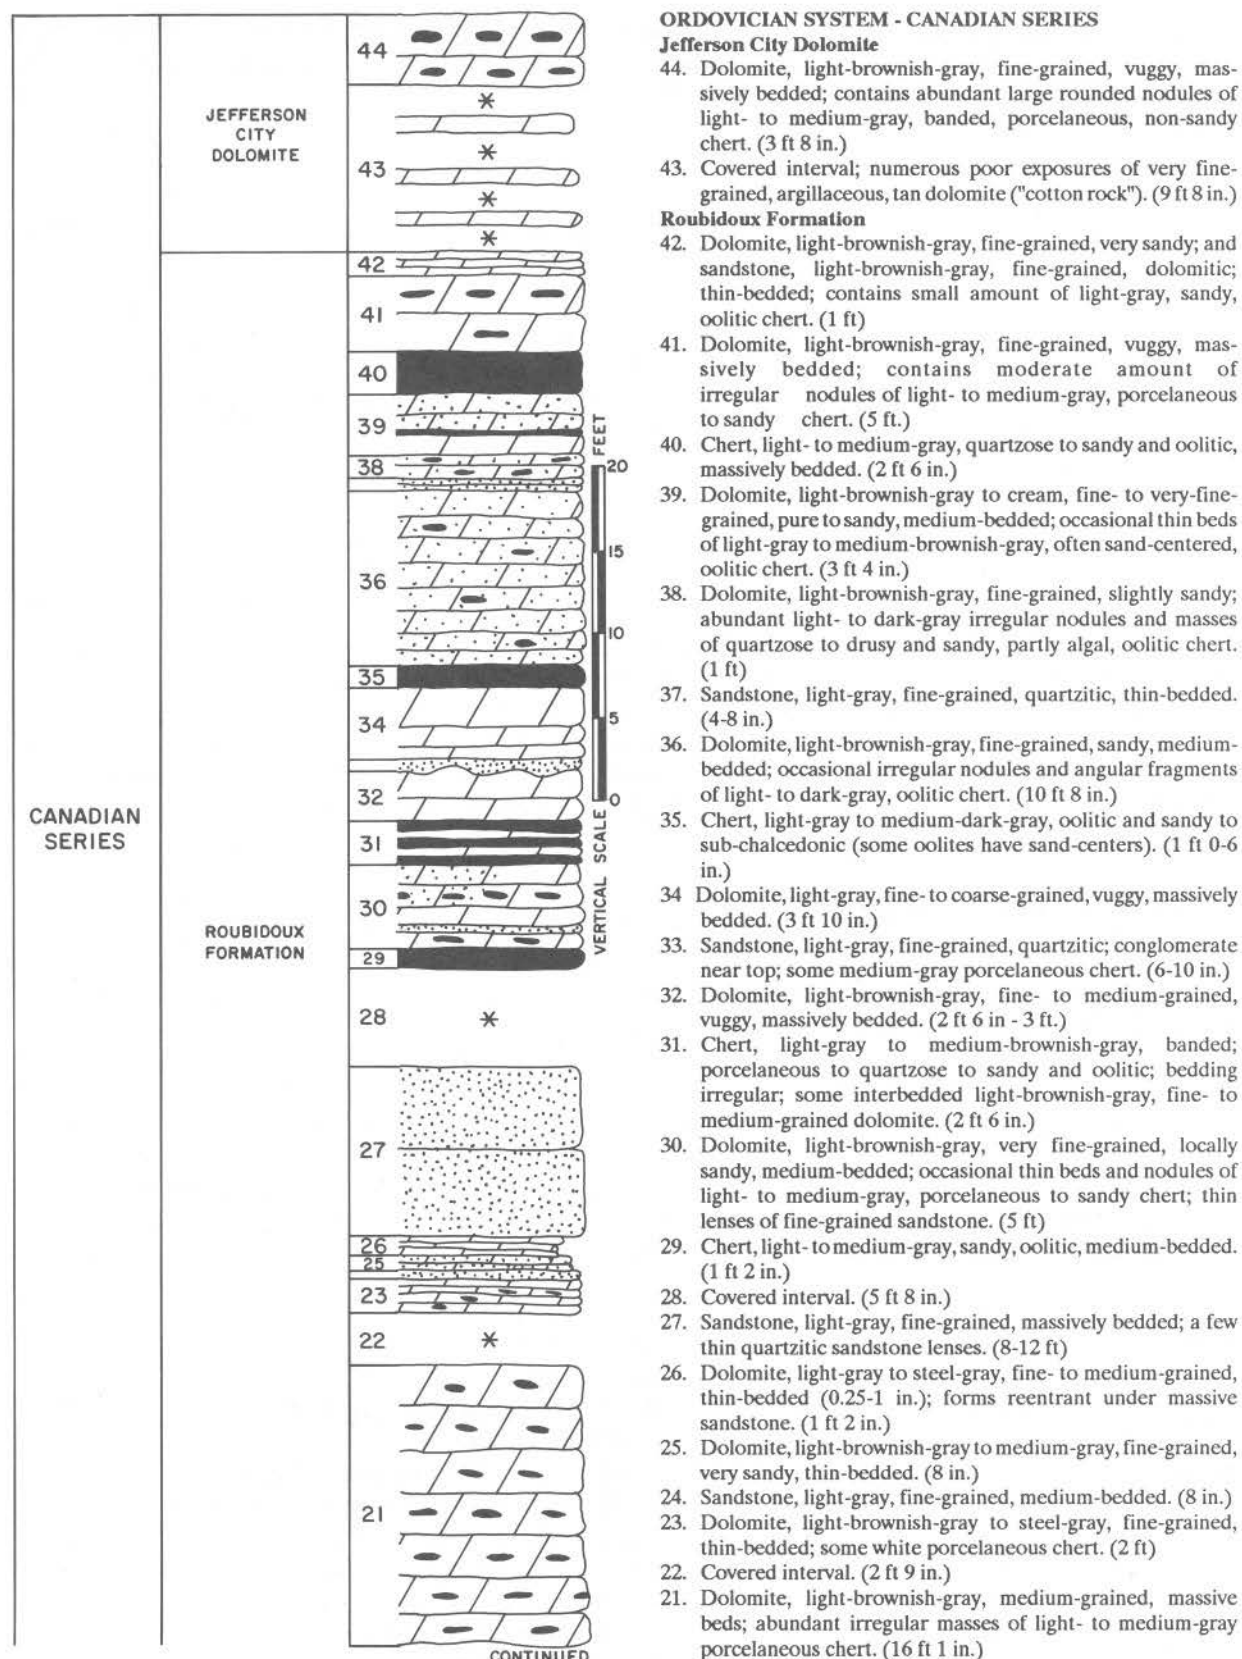 JEFFERSON
CITY
DOLOMITE
CANADIAN
SERIES
ROUBIDOUX
FORMATION
44
43
42
41
40
39
38
36
35
34
32
31
30
29
28
*
27
26
25
23
22
*
21
*
*
*
*
VERTICAL SCALE FEET
20
15
10
5
0
CONTINUED
ORDOVICIAN SYSTEM - CANADIAN SERIES
Jefferson City Dolomite
44. Dolomite, light-brownish-gray, fine-grained, vuggy, mas-
sively bedded; contains abundant large rounded nodules of
light- to medium-gray, banded, porcelaneous, non-sandy
chert. (3 ft 8 in.)
43. Covered interval; numerous poor exposures of very fine-
grained, argillaceous, tan dolomite ("cotton rock"). (9 ft 8 in.)
Roubidoux Formation
42. Dolomite, light-brownish-gray, fine-grained, very sandy; and
sandstone, light-brownish-gray, fine-grained, dolomitic;
thin-bedded; contains small amount of light-gray, sandy,
oolitic chert. (1 ft)
41. Dolomite, light-brownish-gray, fine-grained, vuggy, mas-
sively bedded; contains moderate amount of
irregular nodules of light- to medium-gray, porcelaneous
to sandy chert. (5 ft.)
40. Chert, light- to medium-gray, quartzose to sandy and oolitic,
massively bedded. (2 ft 6 in.)
39. Dolomite, light-brownish-gray to cream, fine- to very-fine-
grained, pure to sandy, medium-bedded; occasional thin beds
of light-gray to medium-brownish-gray, often sand-centered,
oolitic chert. (3 ft 4 in.)
38. Dolomite, light-brownish-gray, fine-grained, slightly sandy;
abundant light- to dark-gray irregular nodules and masses
of quartzose to drusy and sandy, partly algal, oolitic chert.
(1 ft)
37. Sandstone, light-gray, fine-grained, quartzitic, thin-bedded.
(4-8 in.)
36. Dolomite, light-brownish-gray, fine-grained, sandy, medium-
bedded; occasional irregular nodules and angular fragments
of light- to dark-gray, oolitic chert. (10 ft 8 in.)
35. Chert, light-gray to medium-dark-gray, oolitic and sandy to
sub-chalcedonic (some oolites have sand-centers). (1 ft 0-6
in.)
34 Dolomite, light-gray, fine- to coarse-grained, vuggy, massively
bedded. (3 ft 10 in.)
33. Sandstone, light-gray, fine-grained, quartzitic; conglomerate
near top; some medium-gray porcelaneous chert. (6-10 in.)
32. Dolomite, light-brownish-gray, fine- to medium-grained,
vuggy, massively bedded. (2 ft 6 in - 3 ft.)
31. Chert, light-gray to medium-brownish-gray, banded;
porcelaneous to quartzose to sandy and oolitic; bedding
irregular; some interbedded light-brownish-gray, fine- to
medium-grained dolomite. (2 ft 6 in.)
30. Dolomite, light-brownish-gray, very fine-grained, locally
sandy, medium-bedded; occasional thin beds and nodules of
light- to medium-gray, porcelaneous to sandy chert; thin
lenses of fine-grained sandstone. (5 ft)
29. Chert, light- to medium-gray, sandy, oolitic, medium-bedded.
(1 ft 2 in.)
28. Covered interval. (5 ft 8 in.)
27. Sandstone, light-gray, fine-grained, massively bedded; a few
thin quartzitic sandstone lenses. (8-12 ft)
26. Dolomite, light-gray to steel-gray, fine- to medium-grained,
thin-bedded (0.25-1 in.); forms reentrant under massive
sandstone. (1 ft 2 in.)
25. Dolomite, light-brownish-gray to medium-gray, fine-grained,
very sandy, thin-bedded. (8 in.)
24. Sandstone, light-gray, fine-grained, medium-bedded. (8 in.)
23. Dolomite, light-brownish-gray to steel-gray, fine-grained,
thin-bedded; some white porcelaneous chert. (2 ft)
22. Covered interval. (2 ft 9 in.)
21. Dolomite, light-brownish-gray, medium-grained, massive
beds; abundant irregular masses of light- to medium-gray
porcelaneous chert. (16 ft 1 in.)